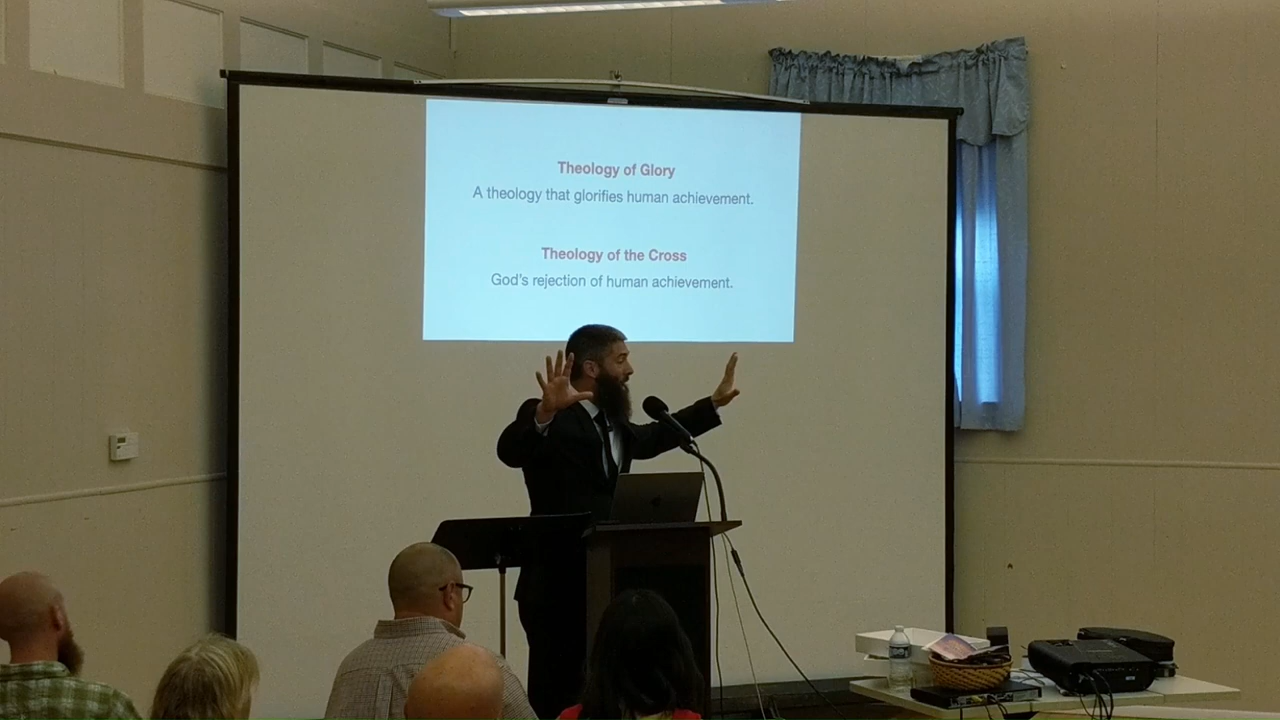 Theology of Glory
A theology that glorifies human achievement.
Theology of the Cross
God's rejection of human achievement.